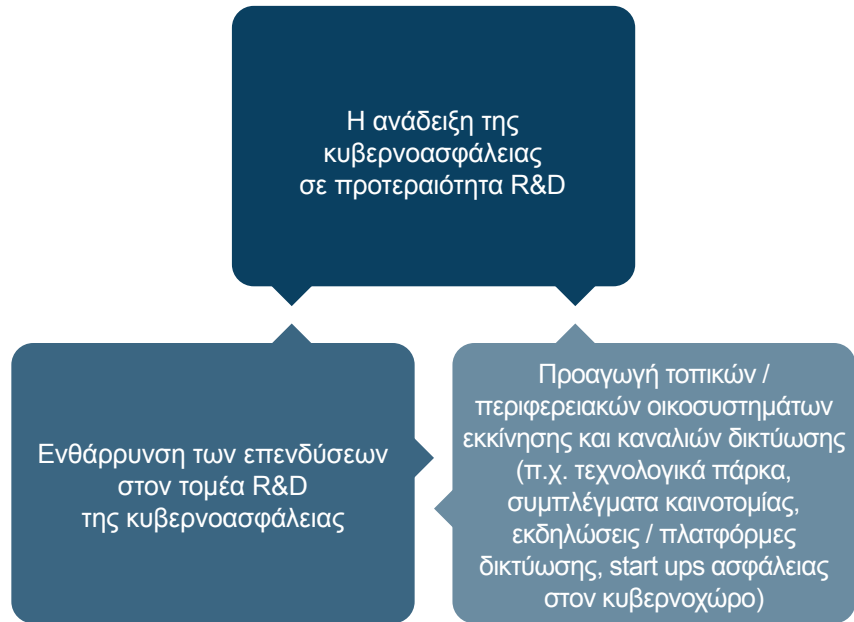 Η ανάδειξη της
κυβερνοασφάλειας
σε προτεραιότητα R&D
Ενθάρρυνση των επενδύσεων
στον τομέα R&D
της κυβερνοασφάλειας
Προαγωγή τοπικών /
περιφερειακών οικοσυστημάτων
εκκίνησης και καναλιών δικτύωσης
(π.χ. τεχνολογικά πάρκα,
συμπλέγματα καινοτομίας,
εκδηλώσεις / πλατφόρμες
δικτύωσης, start ups ασφάλειας
στον κυβερνοχώρο)